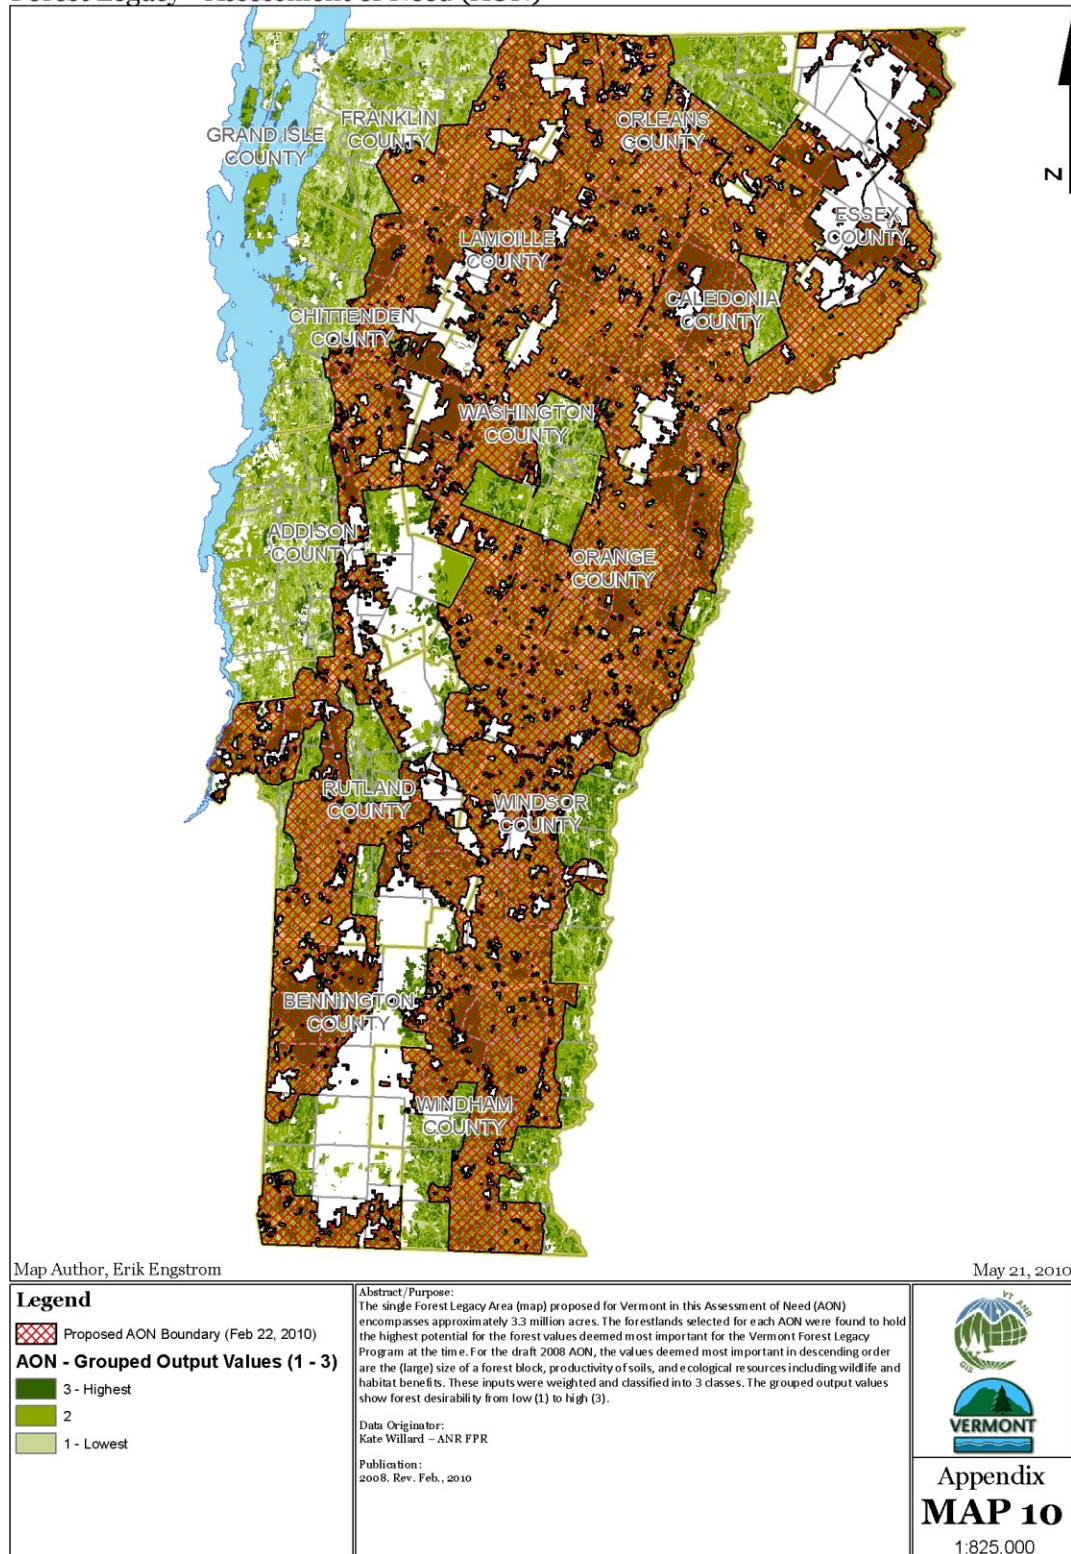 Forest Legacy - Assessment of Need (AON)
GRAND ISLE
COUNTY
FRANKLIN
COUNTY
ORLEANS
COUNTY
N
ESSEX
COUNTY
LAMOILLE
COUNTY
CALEDONIA
COUNTY
CHITTENDEN
COUNTY
WASHINGTON
COUNTY
ADDISON
COUNTY
ORANGE
COUNTY
RUTLAND
COUNTY
WINDSOR
COUNTY
BENNINGTON
COUNTY
WINDHAM
COUNTY
Map Author, Erik Engstrom
May 21, 2010
Legend
Proposed AON Boundary (Feb 22, 2010)
AON - Grouped Output Values (1 - 3)
3 - Highest
2
1 - Lowest
Abstract/Purpose:
The single Forest Legacy Area (map) proposed for Vermont in this Assessment of Need (AON)
encompasses approximately 3.3 million acres. The forestlands selected for each AON were found to hold
the highest potential for the forest values deemed most important for the Vermont Forest Legacy
Program at the time. For the draft 2008 AON, the values deemed most important in descending order
are the (large) size of a forest block, productivity of soils, and ecological resources including wildlife and
habitat benefits. These inputs were weighted and classified into 3 classes. The grouped output values
show forest desirability from low (1) to high (3).
Data Originator:
Kate Willard – ANR FPR
Publication:
2008. Rev. Feb., 2010
VT ANR
GIS
VERMONT
Appendix
MAP 10
1:825,000